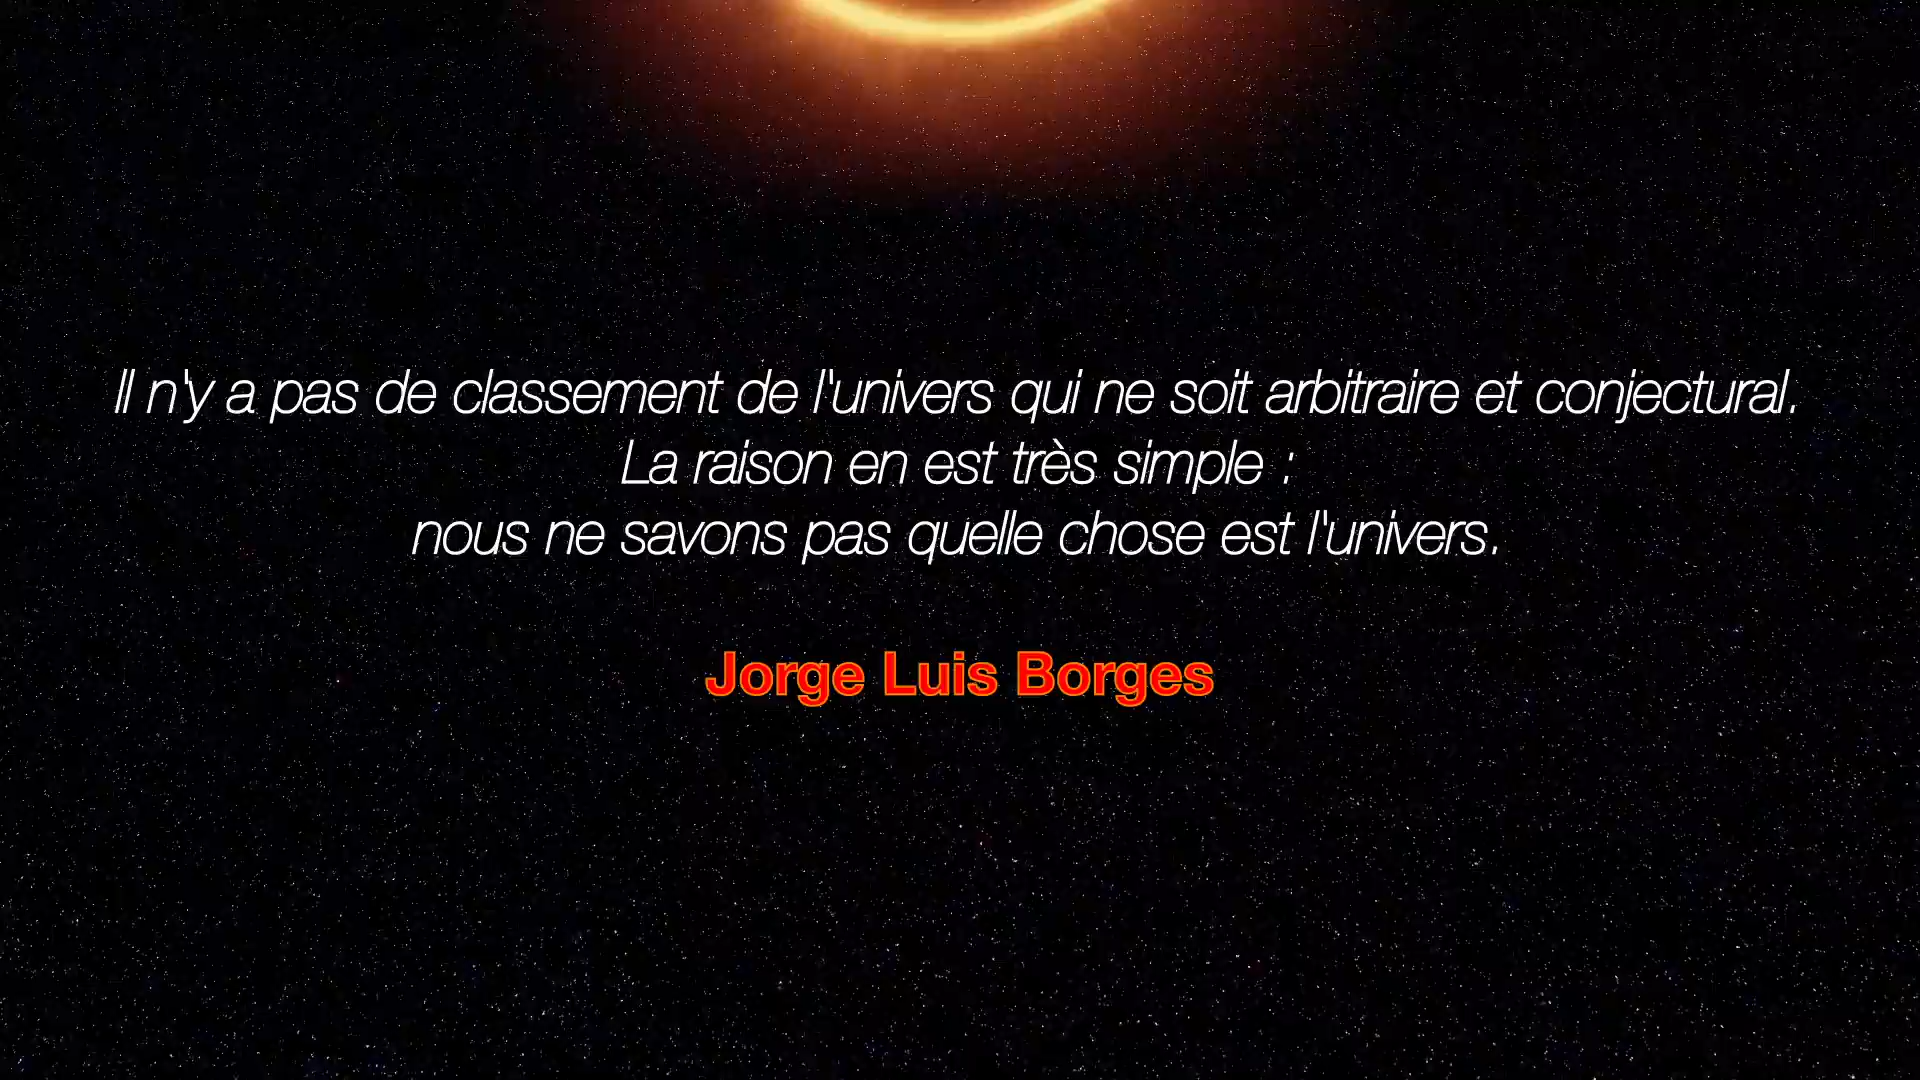 Il n'y a pas de classement de l'univers qui ne soit arbitraire et conjectural.
La raison en est très simple :
nous ne savons pas quelle chose est l'univers.
Jorge Luis Borges